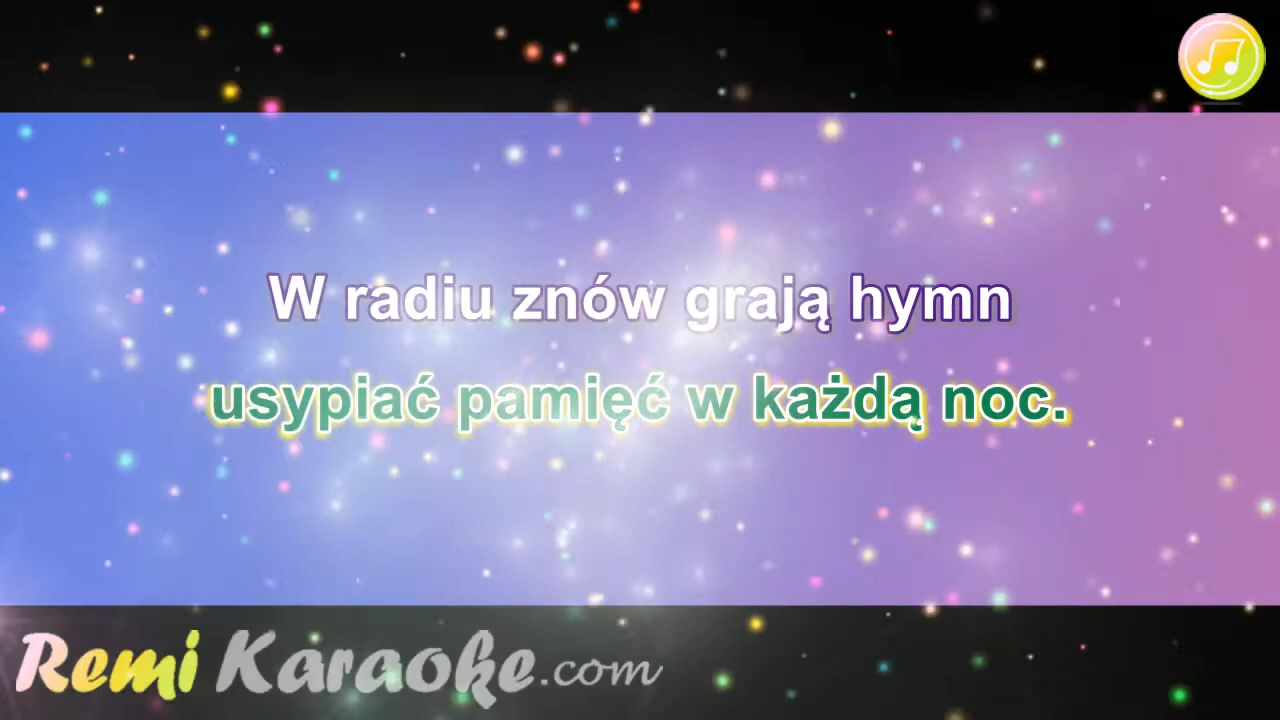 W radiu znów grają hymn
usypiać pamięć w każdą noc.
Remi Karaoke.com